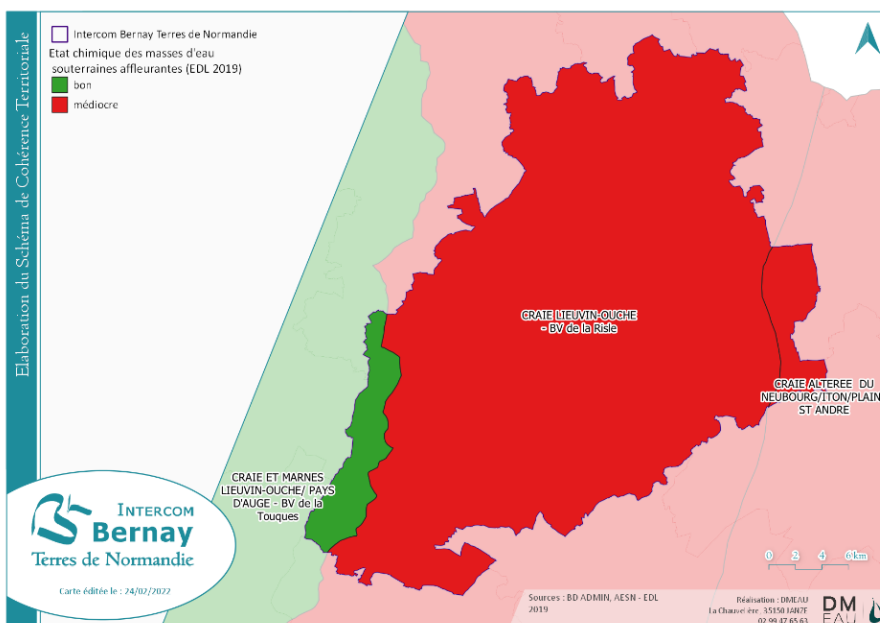 Intercom Bernay Terres de Normandie
Etat chimique des masses d'eau
souterraines affleurantes (EDL 2019)
bon
médiocre
Elaboration du Schéma de Cohérence Territoriale
CRAIE LIEUVIN-OUCHE
- BV de la Risle
CRAIE ALTEREE DU
NEUBOURG/ITON/PLAIN
ST ANDRE
CRAIE ET MARNES
LIEUVIN-OUCHE/ PAYS
D'AUGE - BV de la
Touques
INTERCOM
Bernay
Terres de Normandie
Carte éditée le : 24/02/2022
0 2 4 6 km
Sources : BD ADMIN, AESN - EDL
2019
Réalisation : DMEAU
35150 JANZE
02 99 47 65 63
DM
EAU